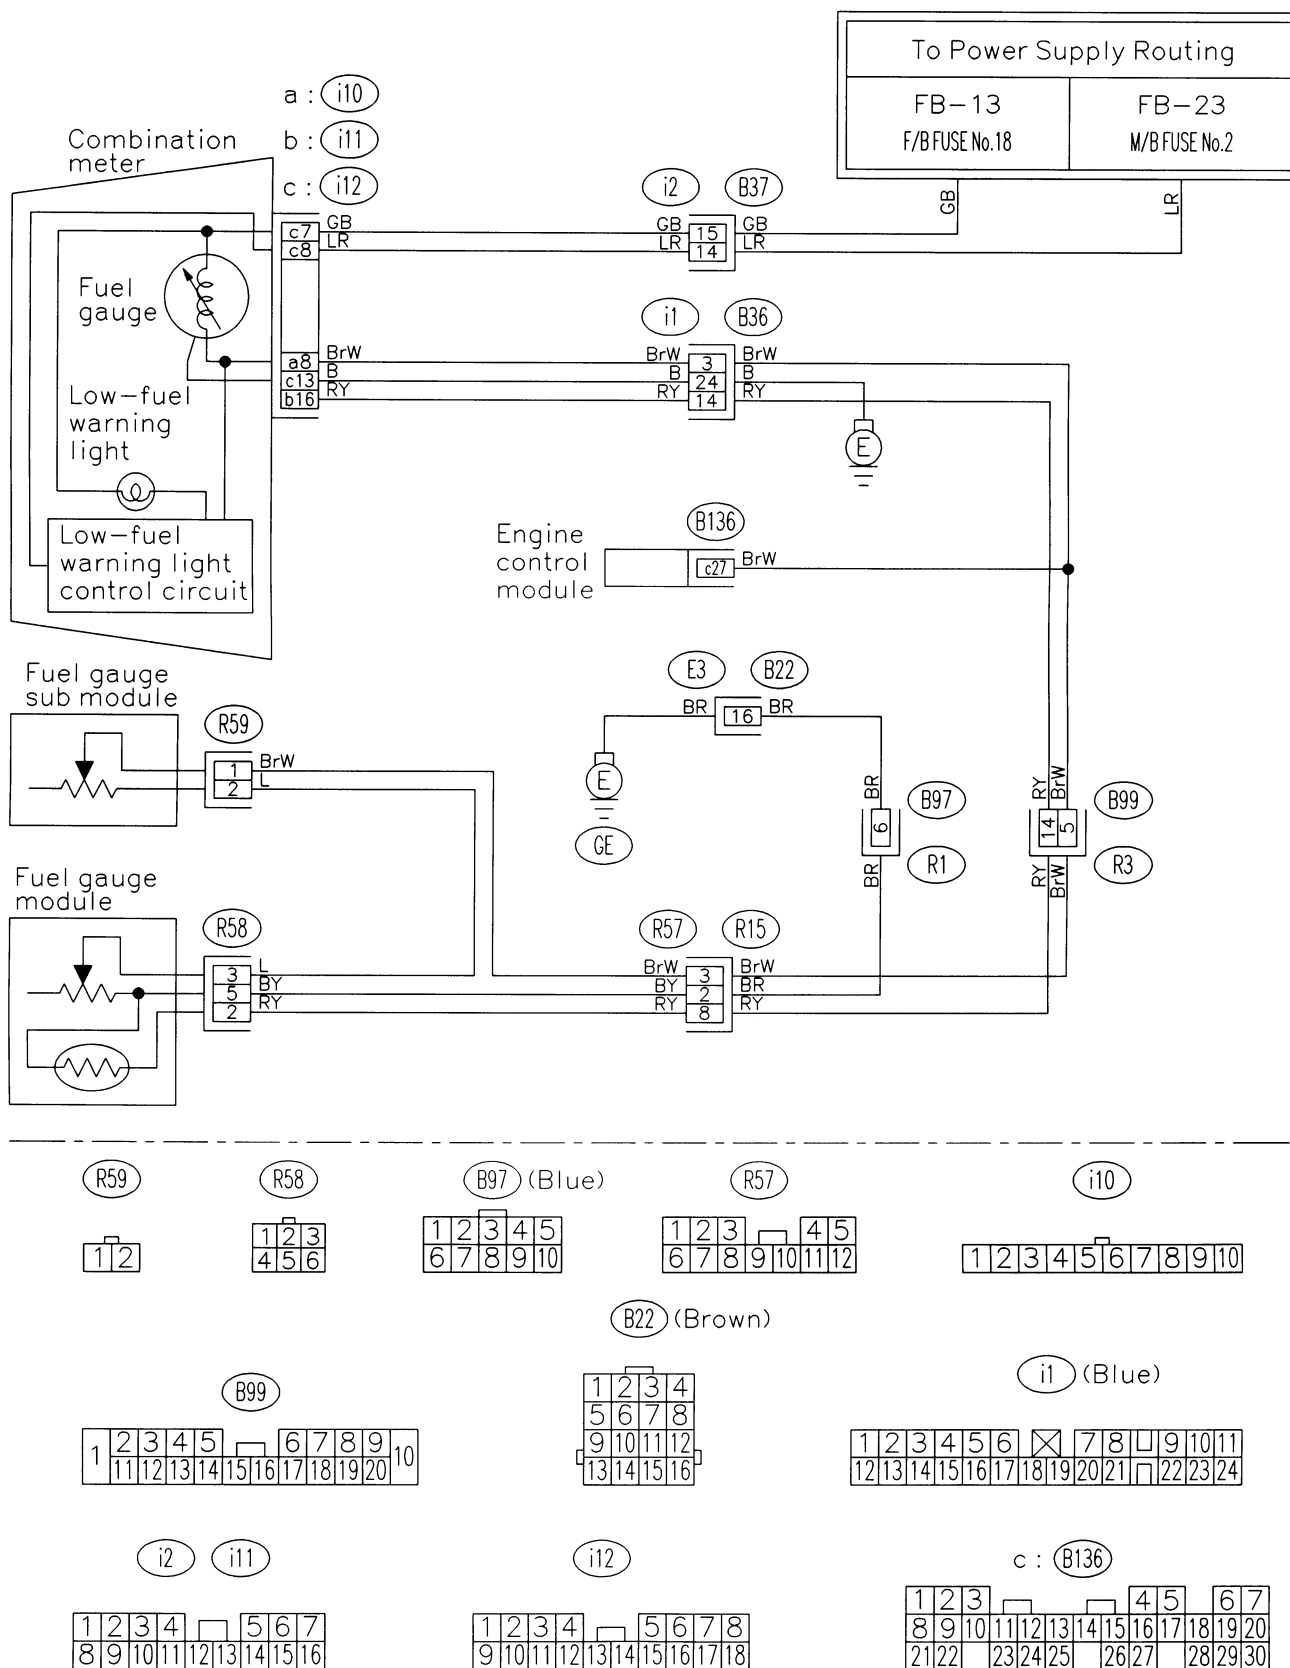 To Power Supply Routing
FB-13
F/B FUSE No.18
FB-23
M/B FUSE No.2
GB
LR
a : i10
b : i11
c : i12
Combination
meter
i2 B37
c7 GB GB 15 GB
c8 LR LR 14 LR
Fuel
gauge
i1 B36
a8 BrW BrW 3 BrW
c13 B B 24 B
b16 RY RY 14 RY
E
Low-fuel
warning
light
Low-fuel
warning light
control circuit
Engine
control
module
B136
c27 BrW
E3 B22
BR 16 BR
E
GE
BR
6
BR
B97
R1
RY BrW
14 5
RY BrW
B99
R3
Fuel gauge
sub module
R59
1 BrW
2 L
Fuel gauge
module
R58
3 L
5 BY
2 RY
R57 R15
BrW 3 BrW
BY 2 BR
RY 8 RY
R59
1 2
R58
1 2 3
4 5 6
B97 (Blue)
1 2 3 4 5
6 7 8 9 10
R57
1 2 3 4 5
6 7 8 9 10 11 12
i10
1 2 3 4 5 6 7 8 9 10
B99
1 2 3 4 5 6 7 8 9 10
11 12 13 14 15 16 17 18 19 20
B22 (Brown)
1 2 3 4
5 6 7 8
9 10 11 12
13 14 15 16
i1 (Blue)
1 2 3 4 5 6 7 8 9 10 11
12 13 14 15 16 17 18 19 20 21 22 23 24
i2 i11
1 2 3 4 5 6 7
8 9 10 11 12 13 14 15 16
i12
1 2 3 4 5 6 7 8
9 10 11 12 13 14 15 16 17 18
c : B136
1 2 3 4 5 6 7
8 9 10 11 12 13 14 15 16 17 18 19 20
21 22 23 24 25 26 27 28 29 30